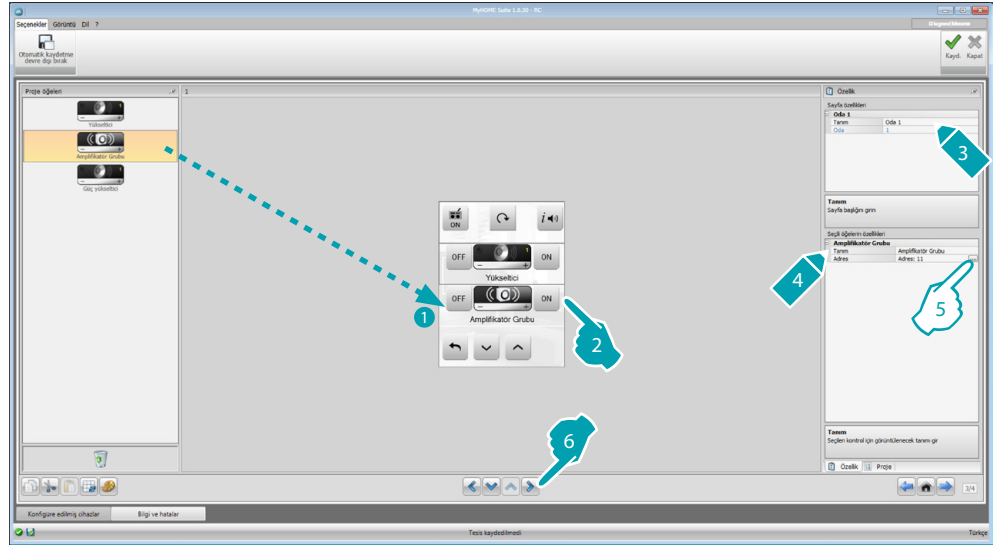 MyHOME Suite 1.0.30 - RC
Seçenekler Görüntü Dil ?
Otomatik kaydetme
devre dışı bırak
Kayd. Kapat
Proje öğeleri
1
Özellik
Yükseltici
Amplifikatör Grubu
Güç yükseltici
Sayfa özellikleri
Oda 1
Tanım Oda 1
Oda 1
3
Tanım
Sayfa başlığını girin
Seçili öğelerin özellikleri
Amplifikatör Grubu
Tanım Amplifikatör Grubu
Adres Adres: 11 ...
4
5
ON
i
OFF ON
Yükseltici
OFF ON
Amplifikatör Grubu
1
2
6
Tanım
Seçilen kontrol için görüntülenecek tanımı gir
Özellik Proje
3/4
Konfigüre edilmiş cihazlar Bilgi ve hatalar
Tesis kaydedilmedi Türkçe